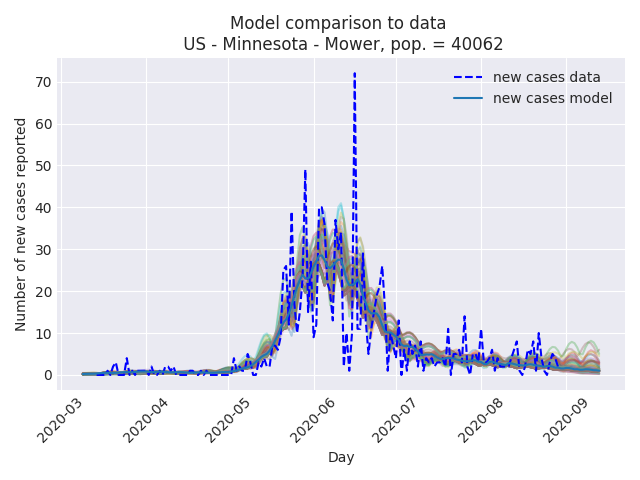 Model comparison to data
US - Minnesota - Mower, pop. = 40062
new cases data
new cases model
Number of new cases reported
70
60
50
40
30
20
10
0
2020-03
2020-04
2020-05
2020-06
2020-07
2020-08
2020-09
Day